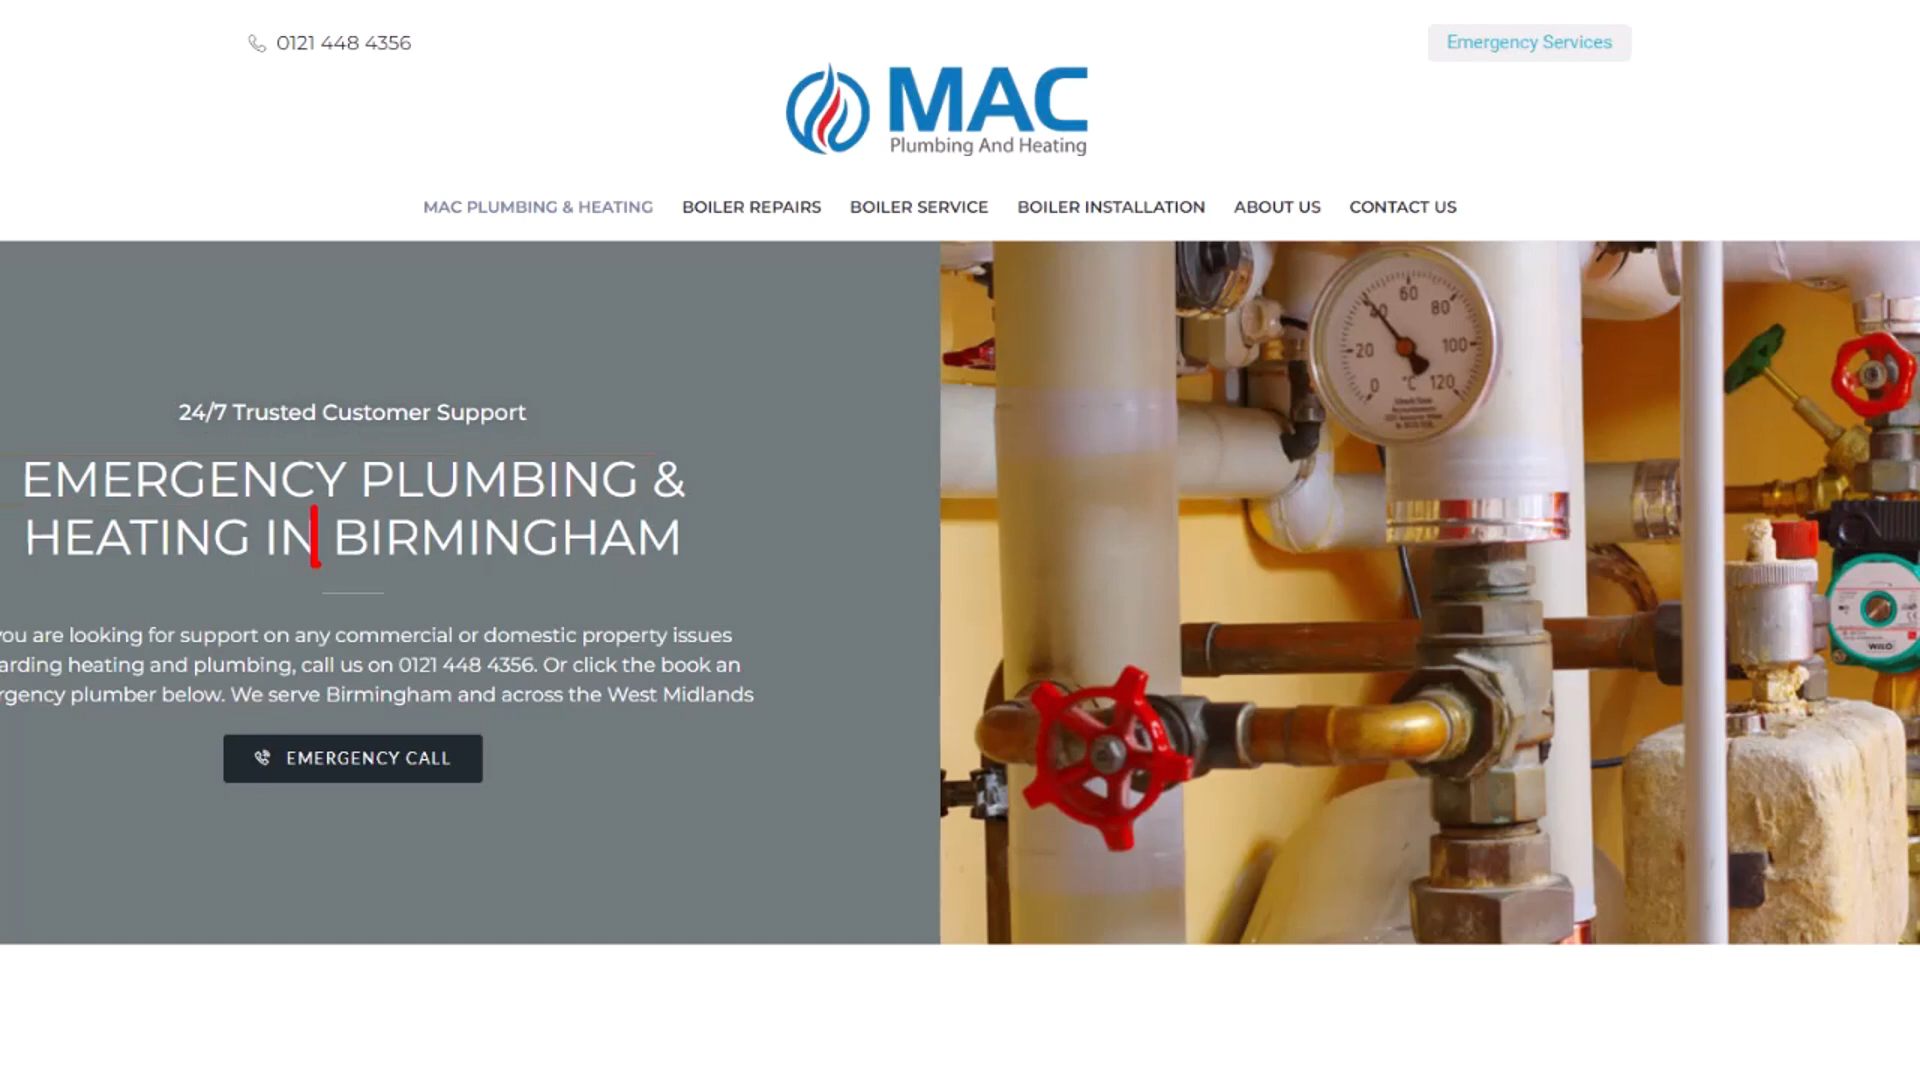 0121 448 4356
Emergency Services
MAC
Plumbing And Heating
MAC PLUMBING & HEATING BOILER REPAIRS BOILER SERVICE BOILER INSTALLATION ABOUT US CONTACT US
24/7 Trusted Customer Support
EMERGENCY PLUMBING &
HEATING IN BIRMINGHAM
you are looking for support on any commercial or domestic property issues
arding heating and plumbing, call us on 0121 448 4356. Or click the book an
rgency plumber below. We serve Birmingham and across the West Midlands
EMERGENCY CALL
0 20 40 60 80 100 120
°C
WILO